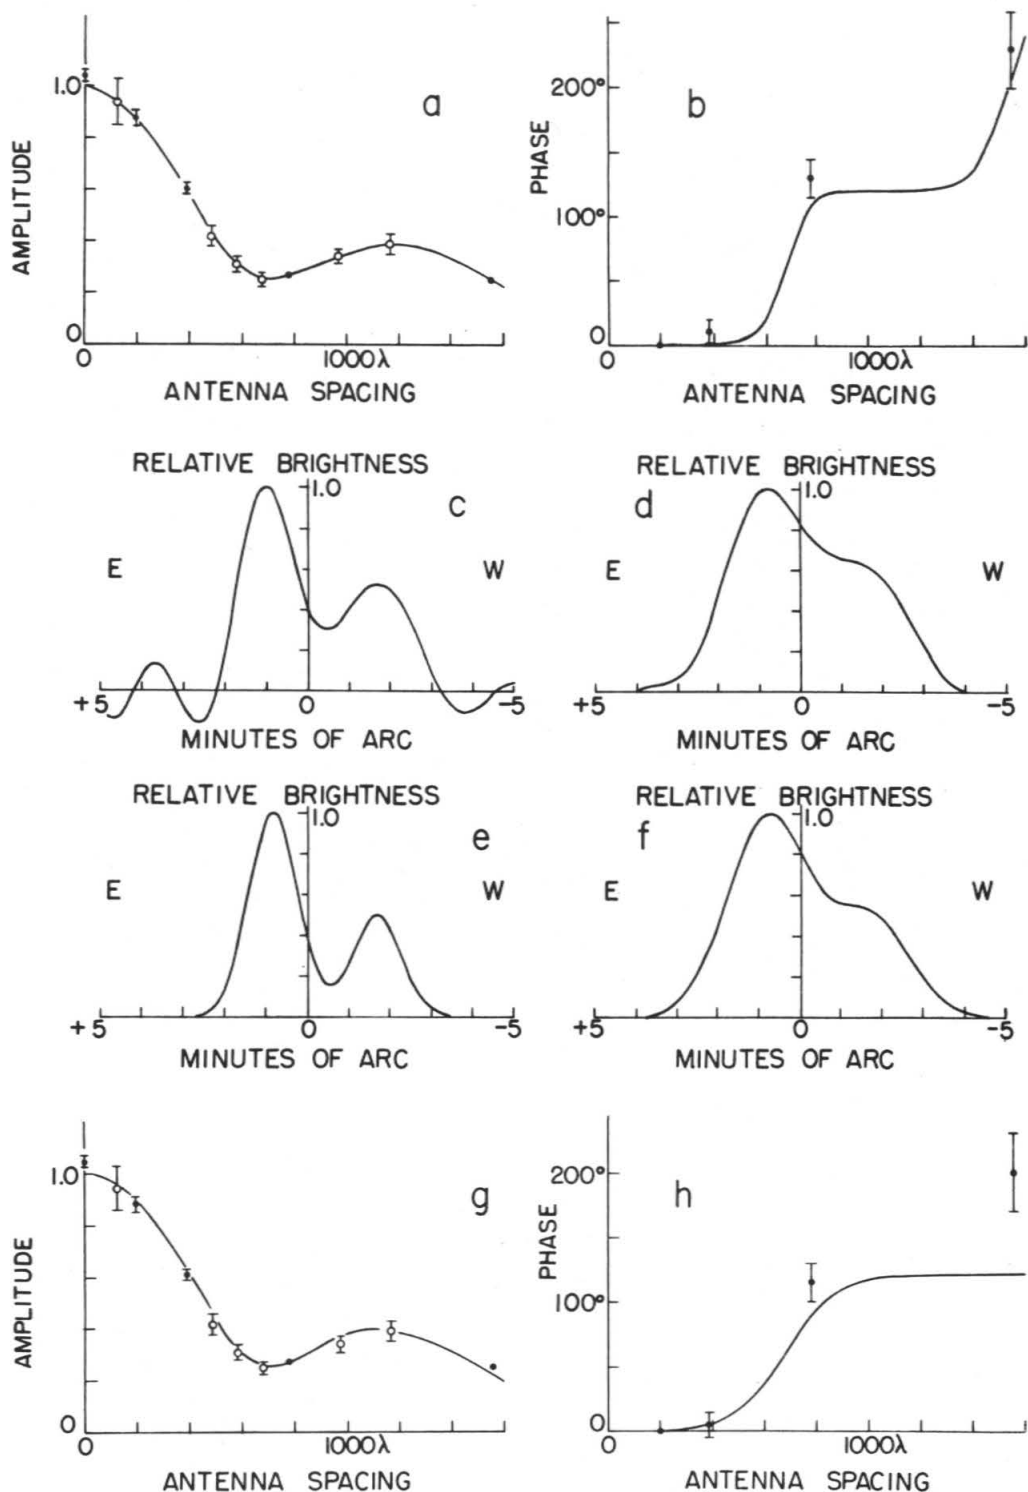 a
1.0
AMPLITUDE
0
0
1000λ
ANTENNA SPACING
b
200°
PHASE
100°
0
0
1000λ
ANTENNA SPACING
RELATIVE BRIGHTNESS
1.0
c
E
W
+5
0
-5
MINUTES OF ARC
RELATIVE BRIGHTNESS
d
1.0
E
W
+5
0
-5
MINUTES OF ARC
RELATIVE BRIGHTNESS
1.0
e
E
W
+5
0
-5
MINUTES OF ARC
RELATIVE BRIGHTNESS
f
1.0
E
W
+5
0
-5
MINUTES OF ARC
1.0
g
AMPLITUDE
0
0
1000λ
ANTENNA SPACING
200°
h
PHASE
100°
0
0
1000λ
ANTENNA SPACING